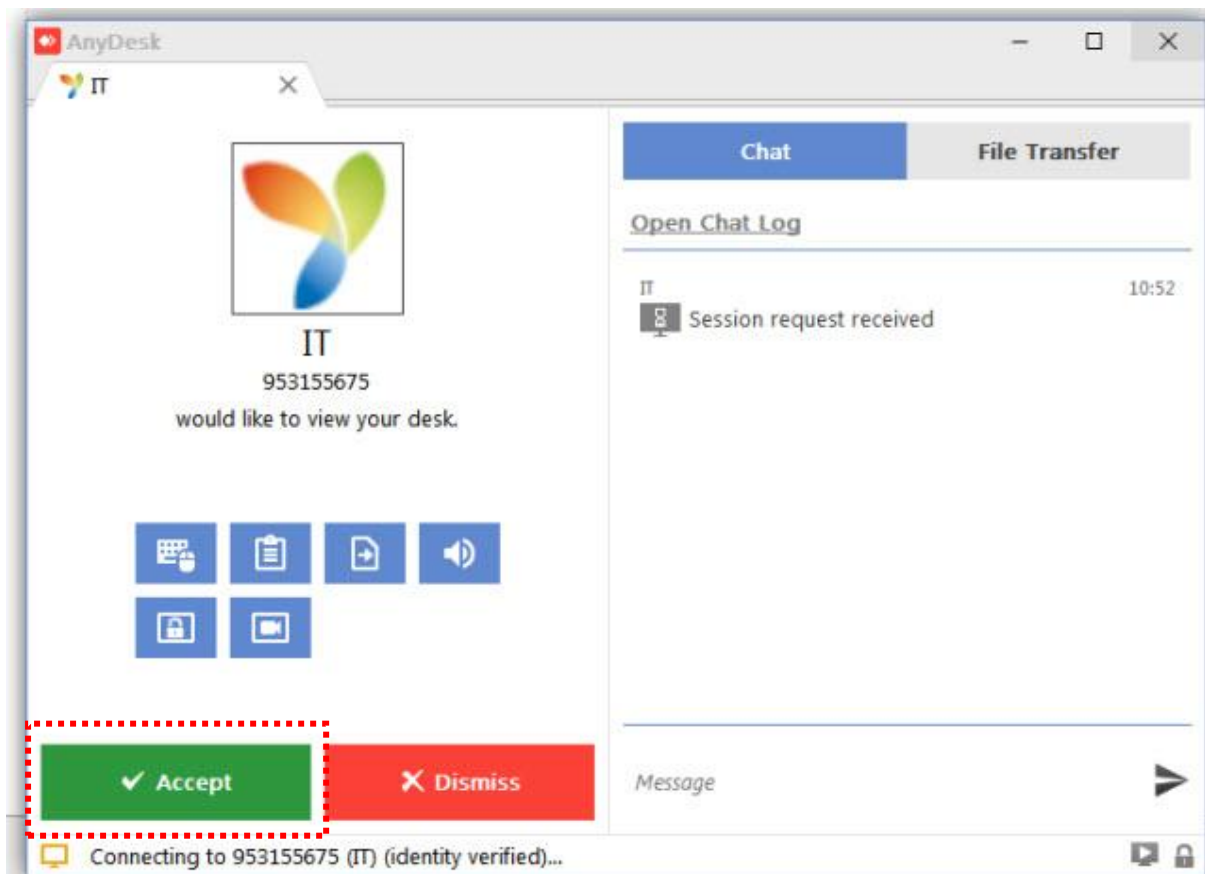 AnyDesk
IT
Chat
File Transfer
Open Chat Log
IT
10:52
Session request received
IT
953155675
would like to view your desk.
Accept
Dismiss
Message
Connecting to 953155675 (IT) (identity verified)...